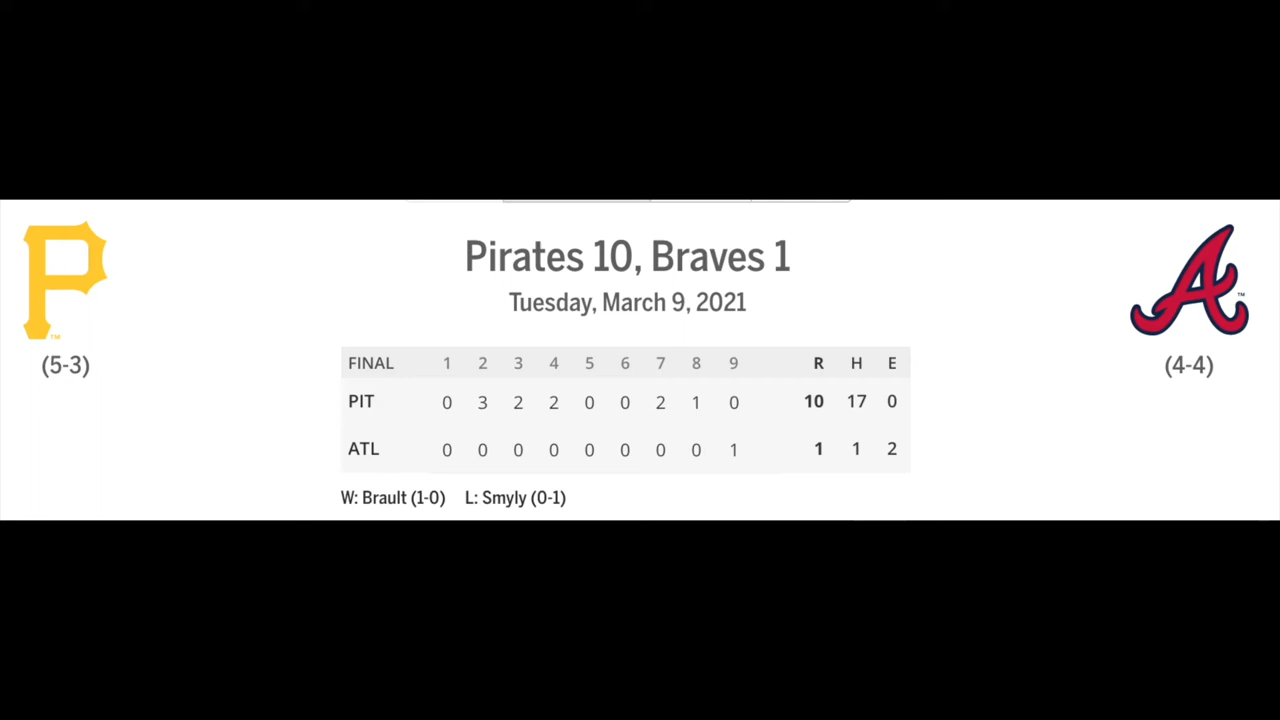 Pirates 10, Braves 1
Tuesday, March 9, 2021
P ™
A ™
(5-3)
(4-4)
FINAL 1 2 3 4 5 6 7 8 9 R H E
PIT 0 3 2 2 0 0 2 1 0 10 17 0
ATL 0 0 0 0 0 0 0 0 1 1 1 2
W: Brault (1-0) L: Smyly (0-1)